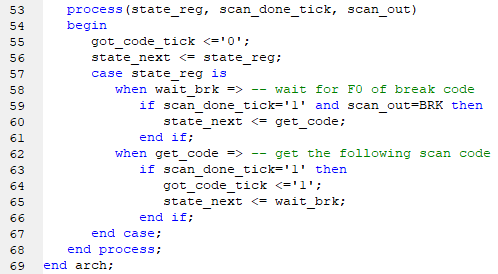 53 process(state_reg, scan_done_tick, scan_out)
54 begin
55 got_code_tick <='0';
56 state_next <= state_reg;
57 case state_reg is
58 when wait_brk => -- wait for F0 of break code
59 if scan_done_tick='1' and scan_out=BRK then
60 state_next <= get_code;
61 end if;
62 when get_code => -- get the following scan code
63 if scan_done_tick='1' then
64 got_code_tick <='1';
65 state_next <= wait_brk;
66 end if;
67 end case;
68 end process;
69 end arch;